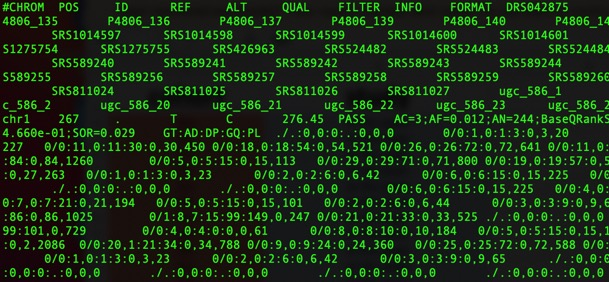 #CHROM POS ID REF ALT QUAL FILTER INFO FORMAT DRS042875
4806_135 P4806_136 P4806_137 P4806_139 P4806_140 P4806_14
SRS1014597 SRS1014598 SRS1014599 SRS1014600 SRS1014601
S1275754 SRS1275755 SRS426963 SRS524482 SRS524483 SRS524484
SRS589240 SRS589241 SRS589242 SRS589243 SRS589244
S589255 SRS589256 SRS589257 SRS589258 SRS589259 SRS589260
SRS811024 SRS811025 SRS811026 SRS811027 ugc_586_1
c_586_2 ugc_586_20 ugc_586_21 ugc_586_22 ugc_586_23 ugc_586_2
chr1 267 . T C 276.45 PASS AC=3;AF=0.012;AN=244;BaseQRankS
4.660e-01;SOR=0.029 GT:AD:DP:GQ:PL ./.:0,0:0:.:0,0,0 0/0:1,0:1:3:0,3,20
227 0/0:11,0:11:30:0,30,450 0/0:18,0:18:54:0,54,521 0/0:26,0:26:72:0,72,641 0/0:11,0:
:84:0,84,1260 0/0:5,0:5:15:0,15,113 0/0:29,0:29:71:0,71,800 0/0:19,0:19:57:0,5
:0,27,263 0/0:1,0:1:3:0,3,23 0/0:2,0:2:6:0,6,42 0/0:6,0:6:15:0,15,225 0/0:
./.:0,0:0:.:0,0,0 ./.:0,0:0:.:0,0,0 0/0:6,0:6:15:0,15,225 0/0:4,0:
0:7,0:7:21:0,21,194 0/0:5,0:5:15:0,15,101 0/0:2,0:2:6:0,6,44 0/0:3,0:3:9:0,9,6
:86:0,86,1025 0/1:8,7:15:99:149,0,247 0/0:21,0:21:33:0,33,525 ./.:0,0:0:.:0,0,
99:101,0,729 0/0:4,0:4:0:0,0,61 0/0:8,0:8:10:0,10,184 0/0:5,0:5:15:0,15,1
:0,2,2086 0/0:20,1:21:34:0,34,788 0/0:9,0:9:24:0,24,360 0/0:25,0:25:72:0,72,588 0/0:
0/0:1,0:1:3:0,3,23 0/0:2,0:2:6:0,6,42 0/0:3,0:3:9:0,9,65 ./.:0,0:0:.:0,0,
:0,0:0:.:0,0,0 ./.:0,0:0:.:0,0,0 ./.:0,0:0:.:0,0,0 ./.:0,0:0:.:0,0,0